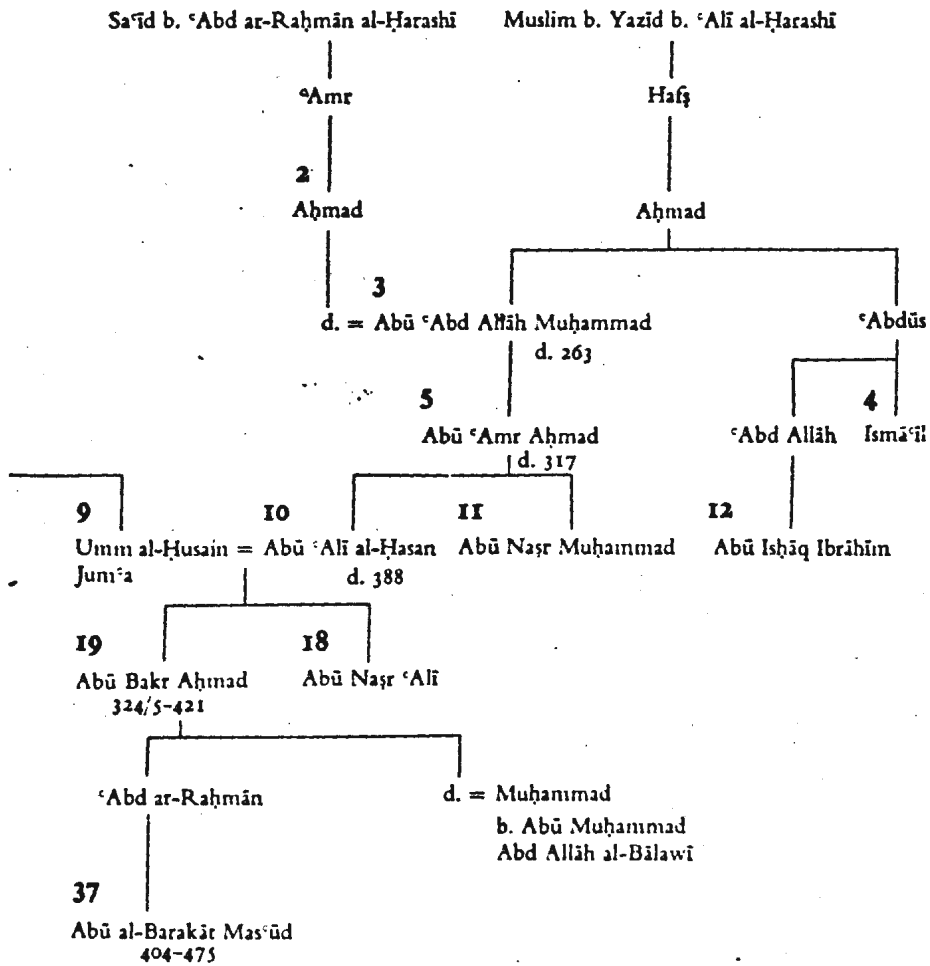 Saʿīd b. ʿAbd ar-Raḥmān al-Ḥarashī Muslim b. Yazīd b. ʿAlī al-Ḥarashī
ʿAmr Hafṣ
2
Aḥmad Aḥmad
3
d. = Abū ʿAbd Allāh Muḥammad ʿAbdūs
d. 263
5 4
Abū ʿAmr Aḥmad ʿAbd Allāh Ismāʿīl
d. 317
9 10 11 12
Umm al-Ḥusain = Abū ʿAlī al-Ḥasan Abū Naṣr Muḥammad Abū Isḥāq Ibrāhīm
Jumʿa d. 388
19 18
Abū Bakr Aḥmad Abū Naṣr ʿAlī
324/5-421
ʿAbd ar-Raḥmān d. = Muḥammad
b. Abū Muḥammad
Abd Allāh al-Bālawī
37
Abū al-Barakāt Masʿūd
404-475